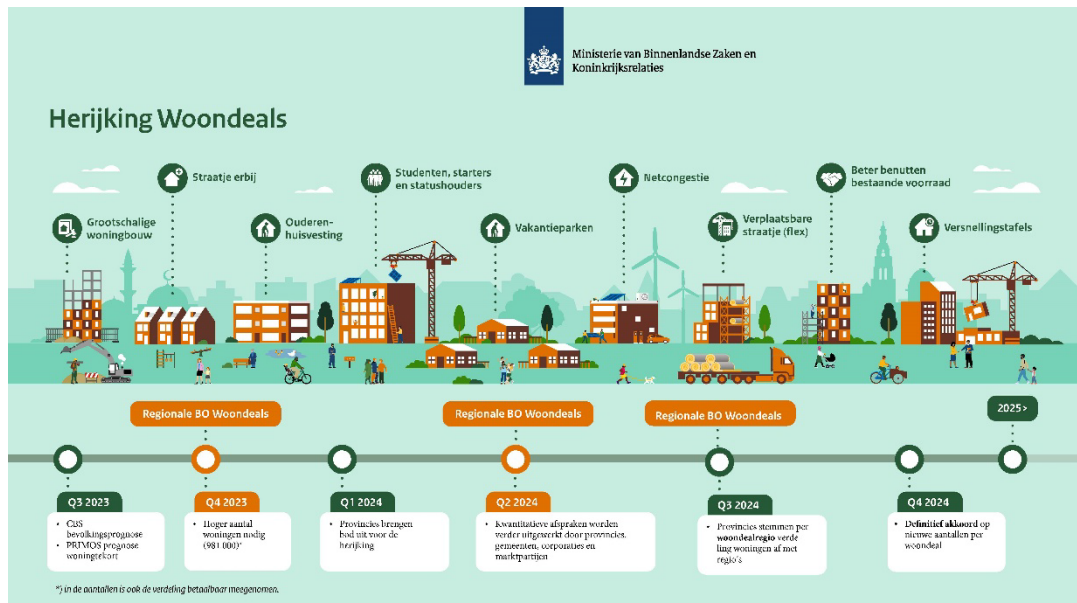 Ministerie van Binnenlandse Zaken en
Koninkrijksrelaties
Herijking Woondeals
Straatje erbij
Studenten, starters
en statushouders
Netcongestie
Beter benutten
bestaande voorraad
Grootschalige
woningbouw
Ouderen-
huisvesting
Vakantieparken
Verplaatsbare
straatje (flex)
Versnellingstafels
Regionale BO Woondeals
Regionale BO Woondeals
Regionale BO Woondeals
2025>
Q3 2023
• CBS
bevolkingsprognose
• PRIMOS prognose
woningtekort
Q4 2023
• Hoger aantal
woningen nodig
(981 000)*
Q1 2024
• Provincies brengen
bod uit voor de
herijking
Q2 2024
• Kwantitatieve afspraken worden
verder uitgewerkt door provincies,
gemeenten, corporaties en
marktpartijen
Q3 2024
• Provincies stemmen per
woondealregio verde
ling woningen af met
regio's
Q4 2024
• Definitief akkoord op
nieuwe aantallen per
woondeal
*) in de aantallen is ook de verdeling betaalbaar meegenomen.